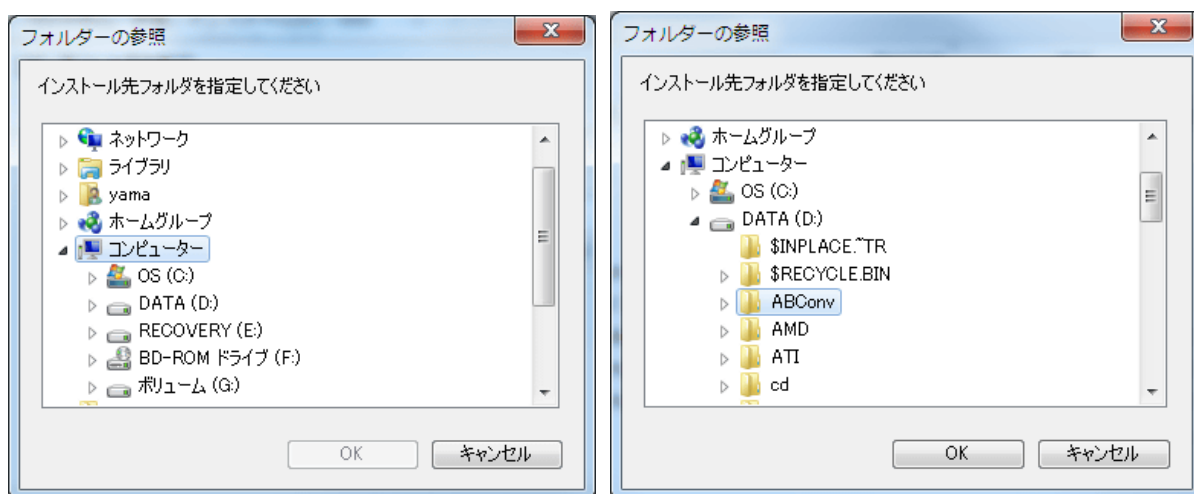 フォルダーの参照
インストール先フォルダを指定してください
ネットワーク
ライブラリ
yama
ホームグループ
コンピューター
OS (C:)
DATA (D:)
RECOVERY (E:)
BD-ROM ドライブ (F:)
ボリューム (G:)
OK
キャンセル
フォルダーの参照
インストール先フォルダを指定してください
ホームグループ
コンピューター
OS (C:)
DATA (D:)
$INPLACE.~TR
$RECYCLE.BIN
ABConv
AMD
ATI
cd
OK
キャンセル